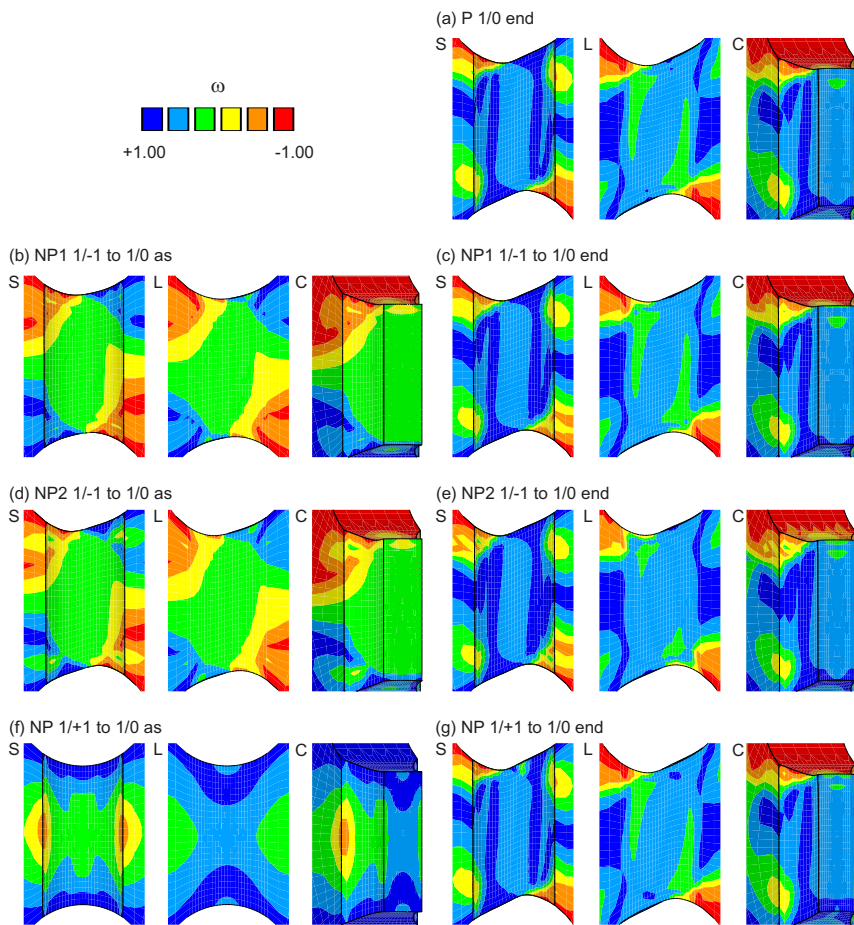 (a) P 1/0 end
S L C
ω
+1.00 -1.00
(b) NP1 1/-1 to 1/0 as
S L C
(c) NP1 1/-1 to 1/0 end
S L C
(d) NP2 1/-1 to 1/0 as
S L C
(e) NP2 1/-1 to 1/0 end
S L C
(f) NP 1/+1 to 1/0 as
S L C
(g) NP 1/+1 to 1/0 end
S L C